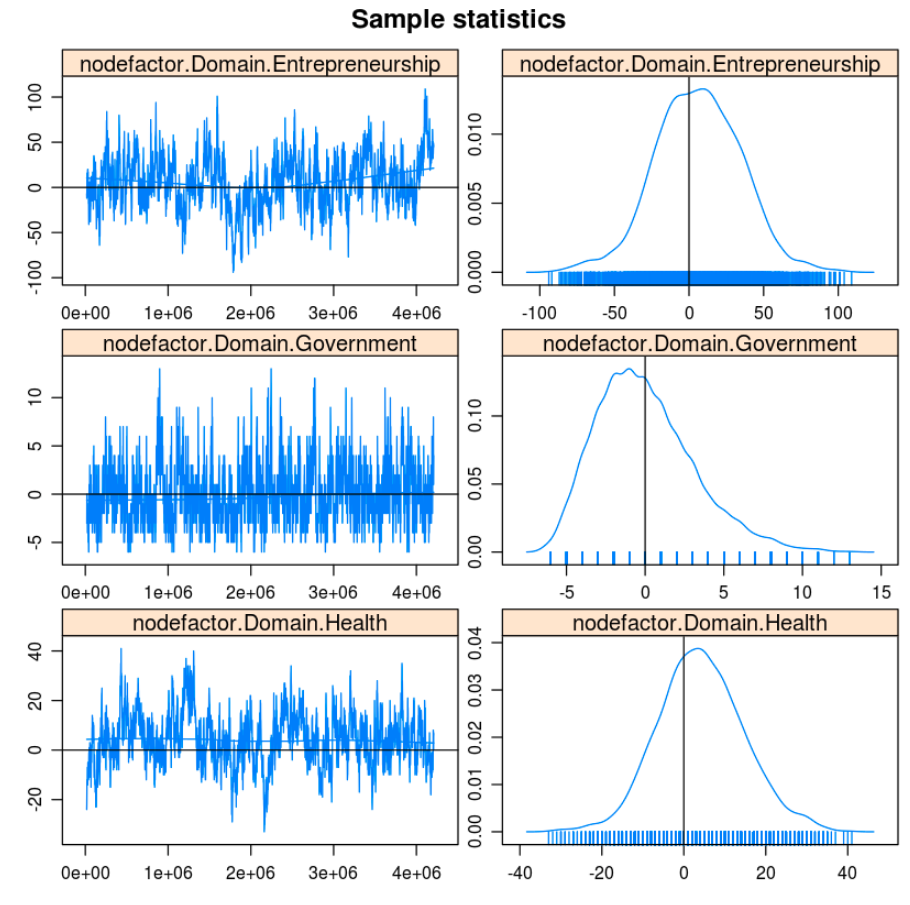 Sample statistics
nodefactor.Domain.Entrepreneurship
nodefactor.Domain.Entrepreneurship
100
50
0
-50
-100
0.010
0.005
0.000
0e+00 1e+06 2e+06 3e+06 4e+06
-100 -50 0 50 100
nodefactor.Domain.Government
nodefactor.Domain.Government
10
5
0
-5
0.10
0.05
0.00
0e+00 1e+06 2e+06 3e+06 4e+06
-5 0 5 10 15
nodefactor.Domain.Health
nodefactor.Domain.Health
40
20
0
-20
0.04
0.03
0.02
0.01
0.00
0e+00 1e+06 2e+06 3e+06 4e+06
-40 -20 0 20 40